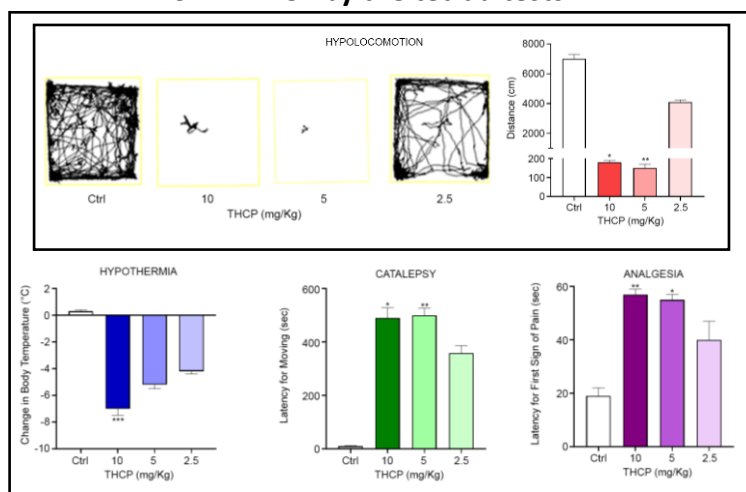 HYPOLOCOMOTION
Ctrl 10 5 2.5
THCP (mg/Kg)
8000
6000
4000
2000
200
100
0
Distance (cm)
* **
Ctrl 10 5 2.5
THCP (mg/Kg)
HYPOTHERMIA
2
0
-2
-4
-6
-8
-10
Change in Body Temperature (°C)
***
Ctrl 10 5 2.5
THCP (mg/Kg)
CATALEPSY
600
400
200
0
Latency for Moving (sec)
* **
Ctrl 10 5 2.5
THCP (mg/Kg)
ANALGESIA
60
40
20
0
Latency for First Sign of Pain (sec)
** *
Ctrl 10 5 2.5
THCP (mg/Kg)